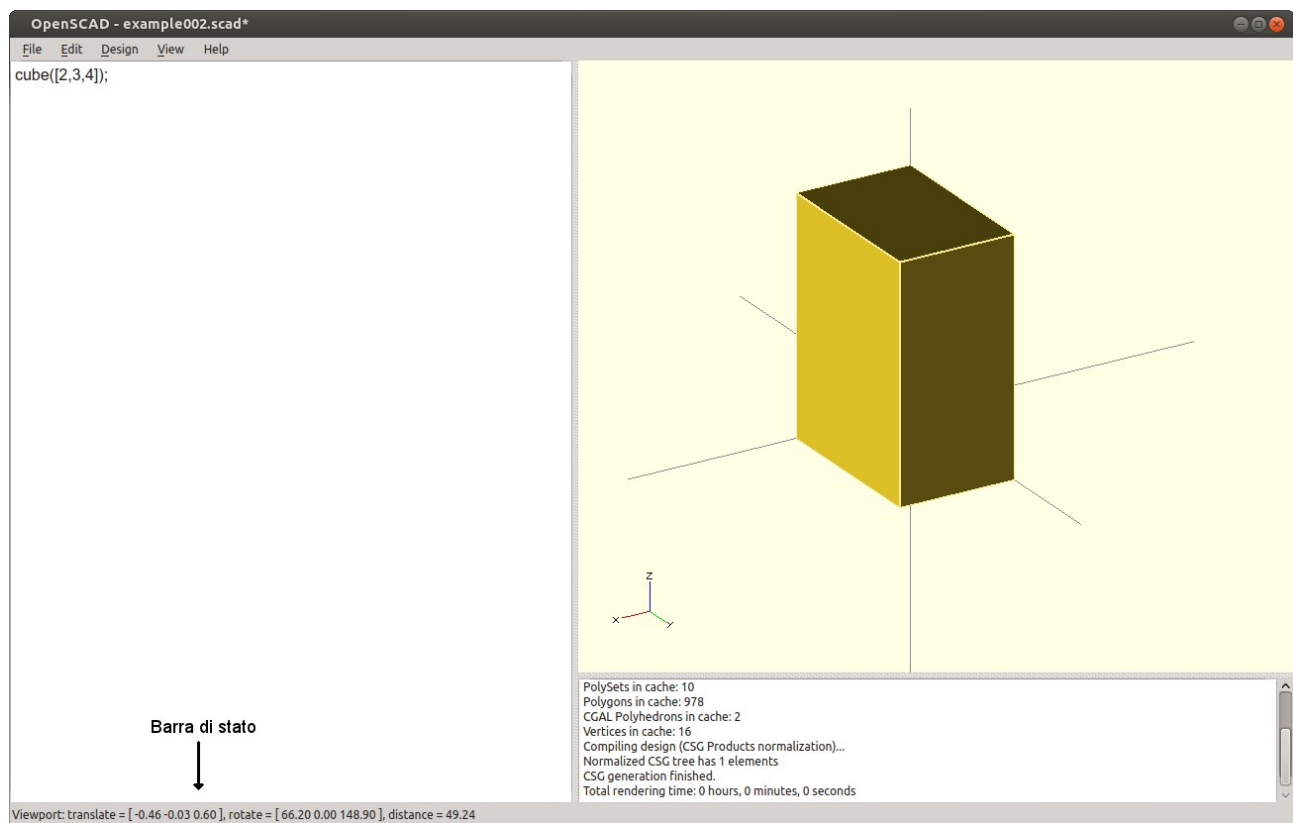 OpenSCAD - example002.scad*
File Edit Design View Help
cube([2,3,4]);
Z
X
Y
PolySets in cache: 10
Polygons in cache: 978
CGAL Polyhedrons in cache: 2
Vertices in cache: 16
Compiling design (CSG Products normalization)...
Normalized CSG tree has 1 elements
CSG generation finished.
Total rendering time: 0 hours, 0 minutes, 0 seconds
Barra di stato
Viewport: translate = [ -0.46 -0.03 0.60 ], rotate = [ 66.20 0.00 148.90 ], distance = 49.24